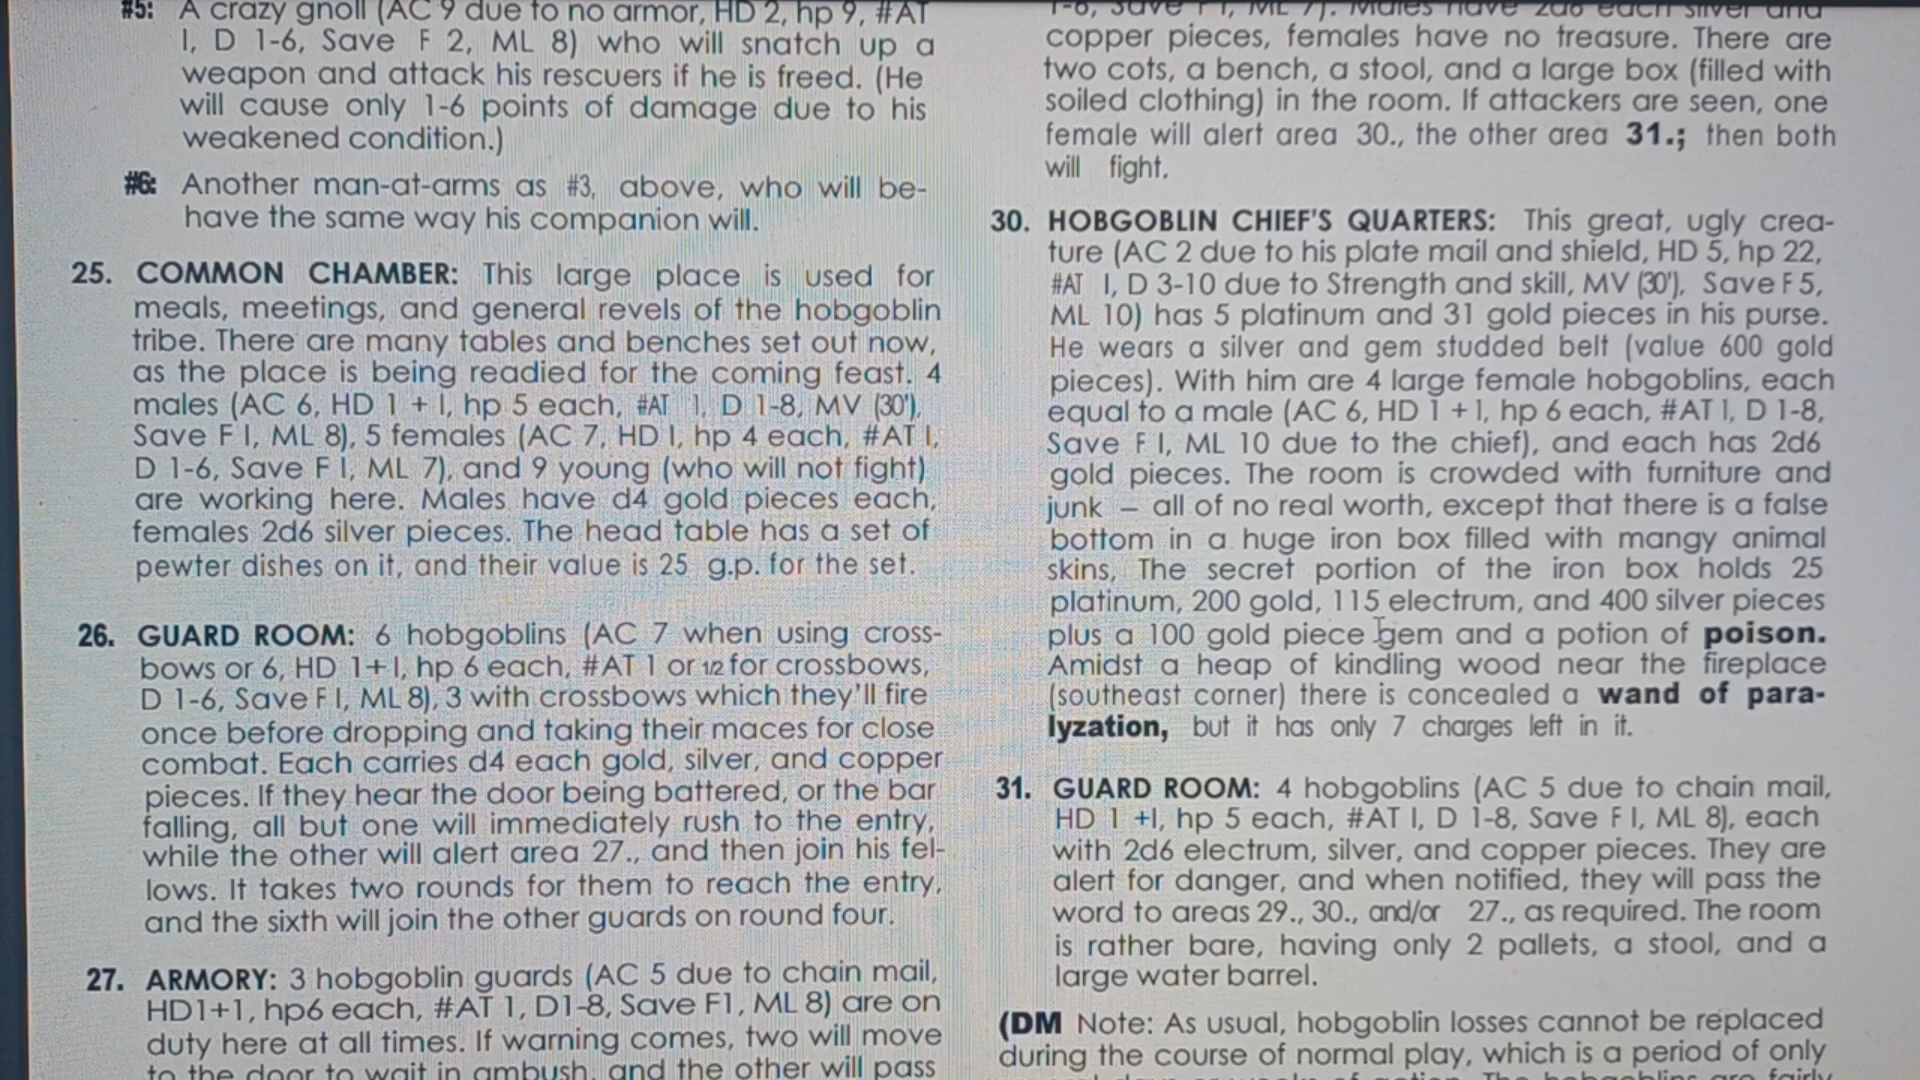 #5: A crazy gnoll (AC 9 due to no armor, HD 2, hp 9, #AT
I, D 1-6, Save F 2, ML 8) who will snatch up a
weapon and attack his rescuers if he is freed. (He
will cause only 1-6 points of damage due to his
weakened condition.)
#6: Another man-at-arms as #3, above, who will be-
have the same way his companion will.
25. COMMON CHAMBER: This large place is used for
meals, meetings, and general revels of the hobgoblin
tribe. There are many tables and benches set out now,
as the place is being readied for the coming feast. 4
males (AC 6, HD 1 + I, hp 5 each, #AT 1, D 1-8, MV (30'),
Save F I, ML 8), 5 females (AC 7, HD I, hp 4 each, #AT I,
D 1-6, Save F I, ML 7), and 9 young (who will not fight)
are working here. Males have d4 gold pieces each,
females 2d6 silver pieces. The head table has a set of
pewter dishes on it, and their value is 25 g.p. for the set.
26. GUARD ROOM: 6 hobgoblins (AC 7 when using cross-
bows or 6, HD 1+I, hp 6 each, #AT 1 or 1/2 for crossbows,
D 1-6, Save F I, ML 8), 3 with crossbows which they'll fire
once before dropping and taking their maces for close
combat. Each carries d4 each gold, silver, and copper
pieces. If they hear the door being battered, or the bar
falling, all but one will immediately rush to the entry,
while the other will alert area 27., and then join his fel-
lows. It takes two rounds for them to reach the entry,
and the sixth will join the other guards on round four.
27. ARMORY: 3 hobgoblin guards (AC 5 due to chain mail,
HD1+1, hp6 each, #AT 1, D1-8, Save F1, ML 8) are on
duty here at all times. If warning comes, two will move
to the door to wait in ambush, and the other will pass
1-6, Save F I, ML 7). Males have 2d6 each silver and
copper pieces, females have no treasure. There are
two cots, a bench, a stool, and a large box (filled with
soiled clothing) in the room. If attackers are seen, one
female will alert area 30., the other area 31.; then both
will fight.
30. HOBGOBLIN CHIEF'S QUARTERS: This great, ugly crea-
ture (AC 2 due to his plate mail and shield, HD 5, hp 22,
#AT I, D 3-10 due to Strength and skill, MV (30'), Save F 5,
ML 10) has 5 platinum and 31 gold pieces in his purse.
He wears a silver and gem studded belt (value 600 gold
pieces). With him are 4 large female hobgoblins, each
equal to a male (AC 6, HD 1 + 1, hp 6 each, #AT I, D 1-8,
Save F I, ML 10 due to the chief), and each has 2d6
gold pieces. The room is crowded with furniture and
junk – all of no real worth, except that there is a false
bottom in a huge iron box filled with mangy animal
skins, The secret portion of the iron box holds 25
platinum, 200 gold, 115 electrum, and 400 silver pieces
plus a 100 gold piece gem and a potion of poison.
Amidst a heap of kindling wood near the fireplace
(southeast corner) there is concealed a wand of para-
lyzation, but it has only 7 charges left in it.
31. GUARD ROOM: 4 hobgoblins (AC 5 due to chain mail,
HD 1 +I, hp 5 each, #AT I, D 1-8, Save F I, ML 8), each
with 2d6 electrum, silver, and copper pieces. They are
alert for danger, and when notified, they will pass the
word to areas 29., 30., and/or 27., as required. The room
is rather bare, having only 2 pallets, a stool, and a
large water barrel.
(DM Note: As usual, hobgoblin losses cannot be replaced
during the course of normal play, which is a period of only